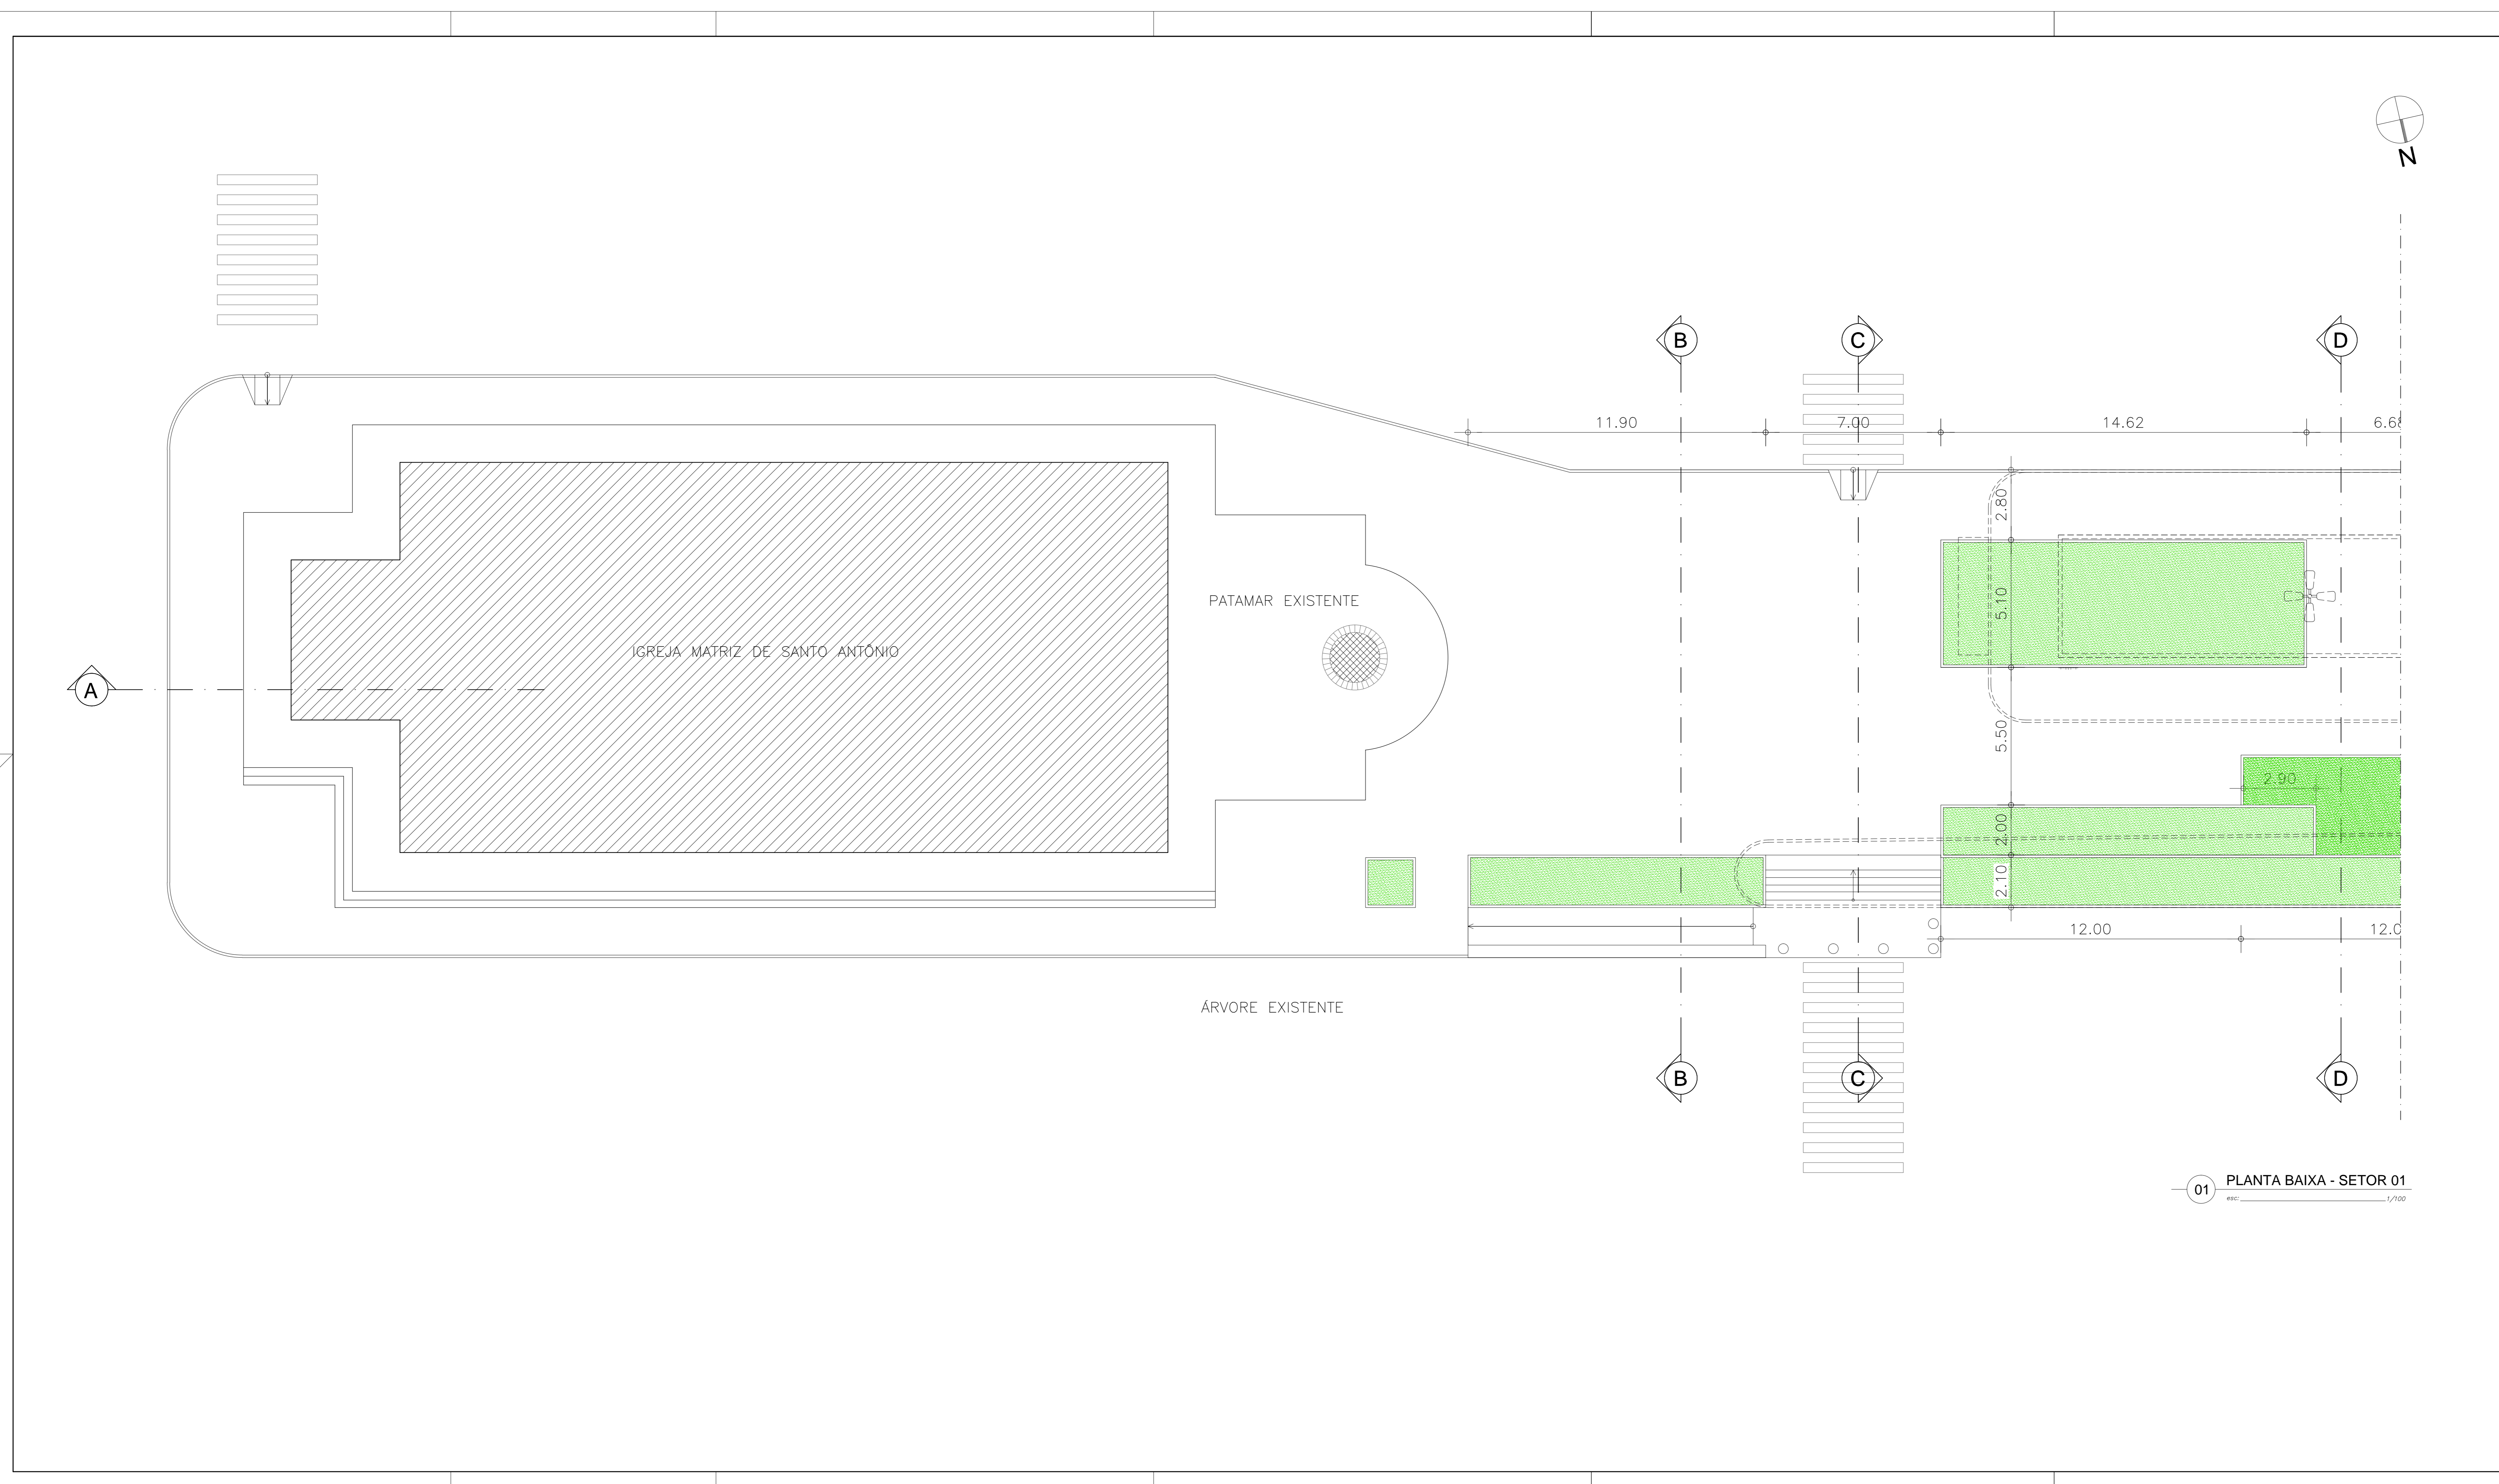 N
B
C
D
11.90
7.00
14.62
2.80
PATAMAR EXISTENTE
5.10
IGREJA MATRIZ DE SANTO ANTÔNIO
A
5.50
2.90
2.00
2.10
12.00
ÁRVORE EXISTENTE
B
C
D
01
PLANTA BAIXA - SETOR 01
esc:
1/100